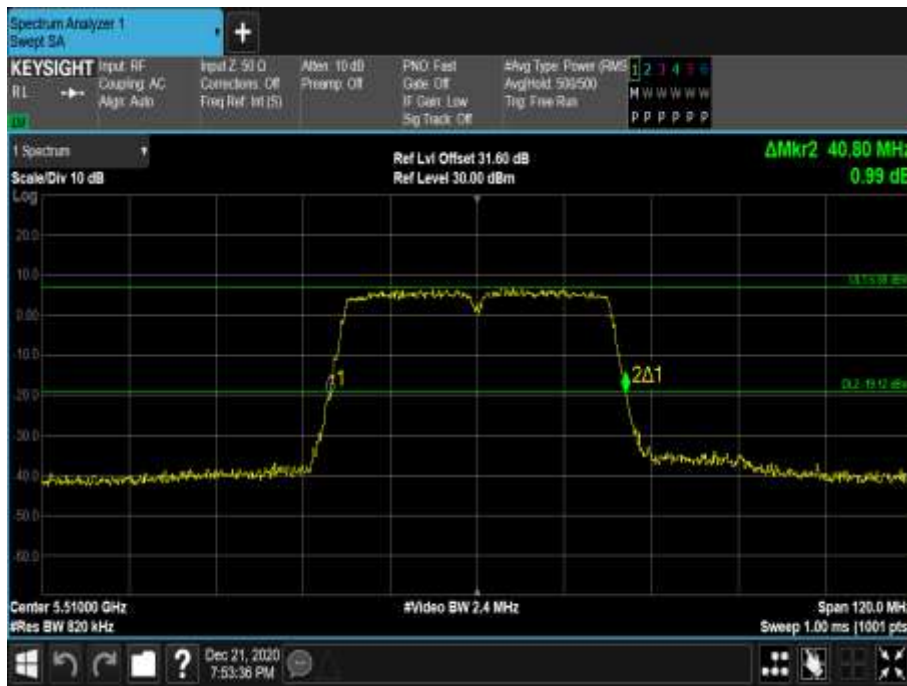 Spectrum Analyzer 1
Swept SA
+
KEYSIGHT
RL
Input: RF
Coupling: AC
Align: Auto
Input Z: 50 Ω
Corrections: Off
Freq Ref: Int (S)
Atten: 10 dB
Preamp: Off
PNO: Fast
Gate: Off
IF Gain: Low
Sig Track: Off
#Avg Type: Power (RMS
Avg|Hold: 500/500
Trig: Free Run
1 2 3 4 5 6
M W W W W W
P P P P P P
1 Spectrum
Scale/Div 10 dB
Log
Ref Lvl Offset 31.60 dB
Ref Level 30.00 dBm
ΔMkr2 40.80 MHz
0.99 dB
20.0
10.0
0.00
-10.0
-20.0
-30.0
-40.0
-50.0
-60.0
1
2Δ1
DL2 -19.12 dBm
Center 5.51000 GHz
#Res BW 820 kHz
#Video BW 2.4 MHz
Span 120.0 MHz
Sweep 1.00 ms (1001 pts
?
Dec 21, 2020
7:53:36 PM